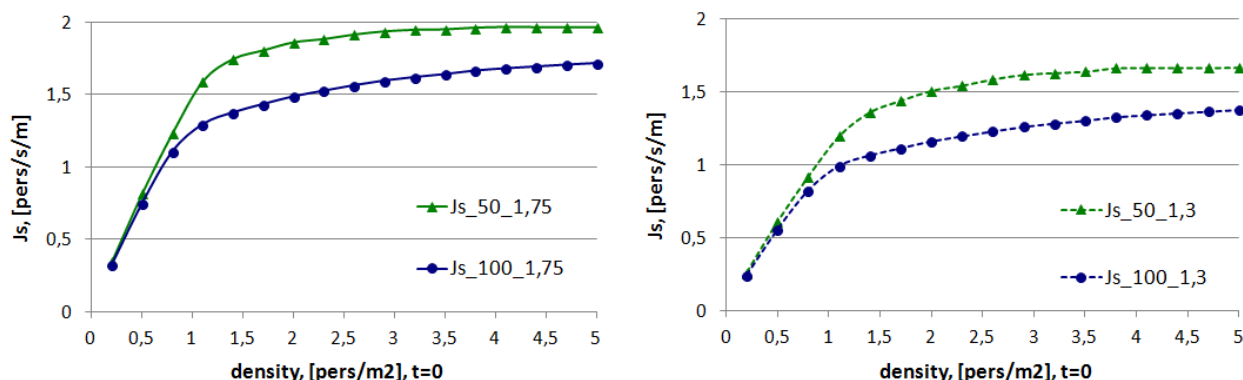 2
1,5
1
0,5
0
Js, [pers/s/m]
Js_50_1,75
Js_100_1,75
0 0,5 1 1,5 2 2,5 3 3,5 4 4,5 5
density, [pers/m2], t=0
2
1,5
1
0,5
0
Js, [pers/s/m]
Js_50_1,3
Js_100_1,3
0 0,5 1 1,5 2 2,5 3 3,5 4 4,5 5
density, [pers/m2], t=0